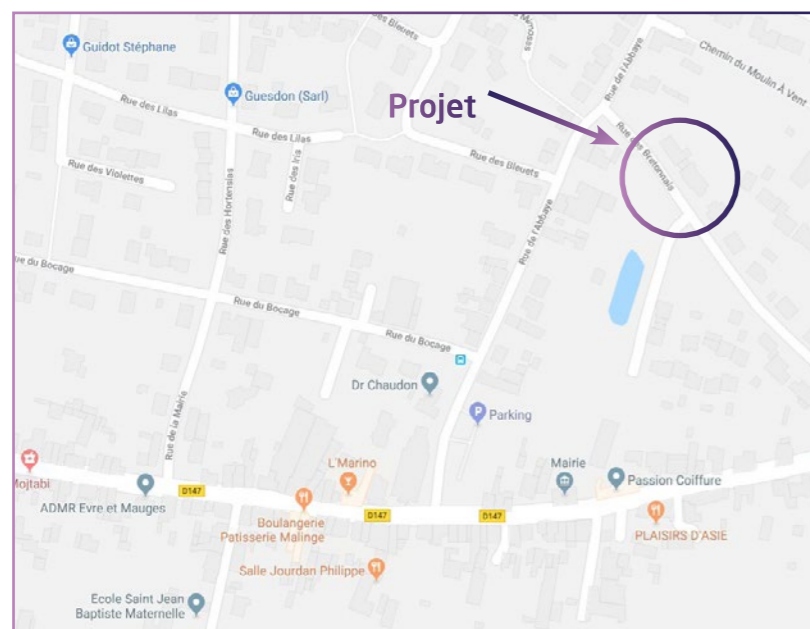 Guidot Stéphane
Guesdon (Sarl)
Projet
Rue des Bleuets
Rue de l'Abbaye
Chemin du Moulin À Vent
Rue des Lilas
Rue des Lilas
Rue des Iris
Rue des Bleuets
Rue des Bretonnais
Rue des Violettes
Rue des Hortensias
Rue de l'Abbaye
Rue du Bocage
Rue du Bocage
Rue du Bocage
Dr Chaudon
Parking
Rue de la Mairie
L'Marino
Mairie
Passion Coiffure
Mojtabi
D147
ADMR Evre et Mauges
D147
D147
Boulangerie
Patisserie Malinge
PLAISIRS D'ASIE
Salle Jourdan Philippe
Ecole Saint Jean
Baptiste Maternelle